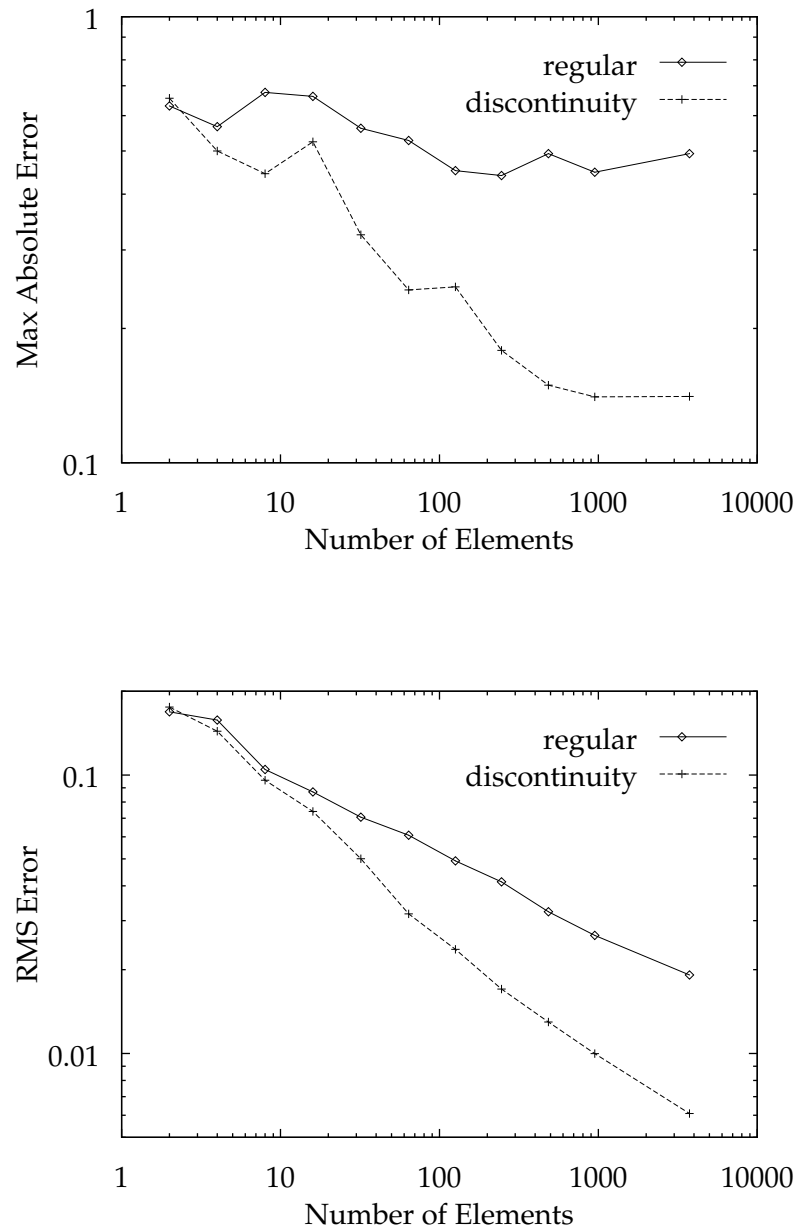 1
regular
discontinuity
Max Absolute Error
0.1
1 10 100 1000 10000
Number of Elements
regular
discontinuity
0.1
RMS Error
0.01
1 10 100 1000 10000
Number of Elements